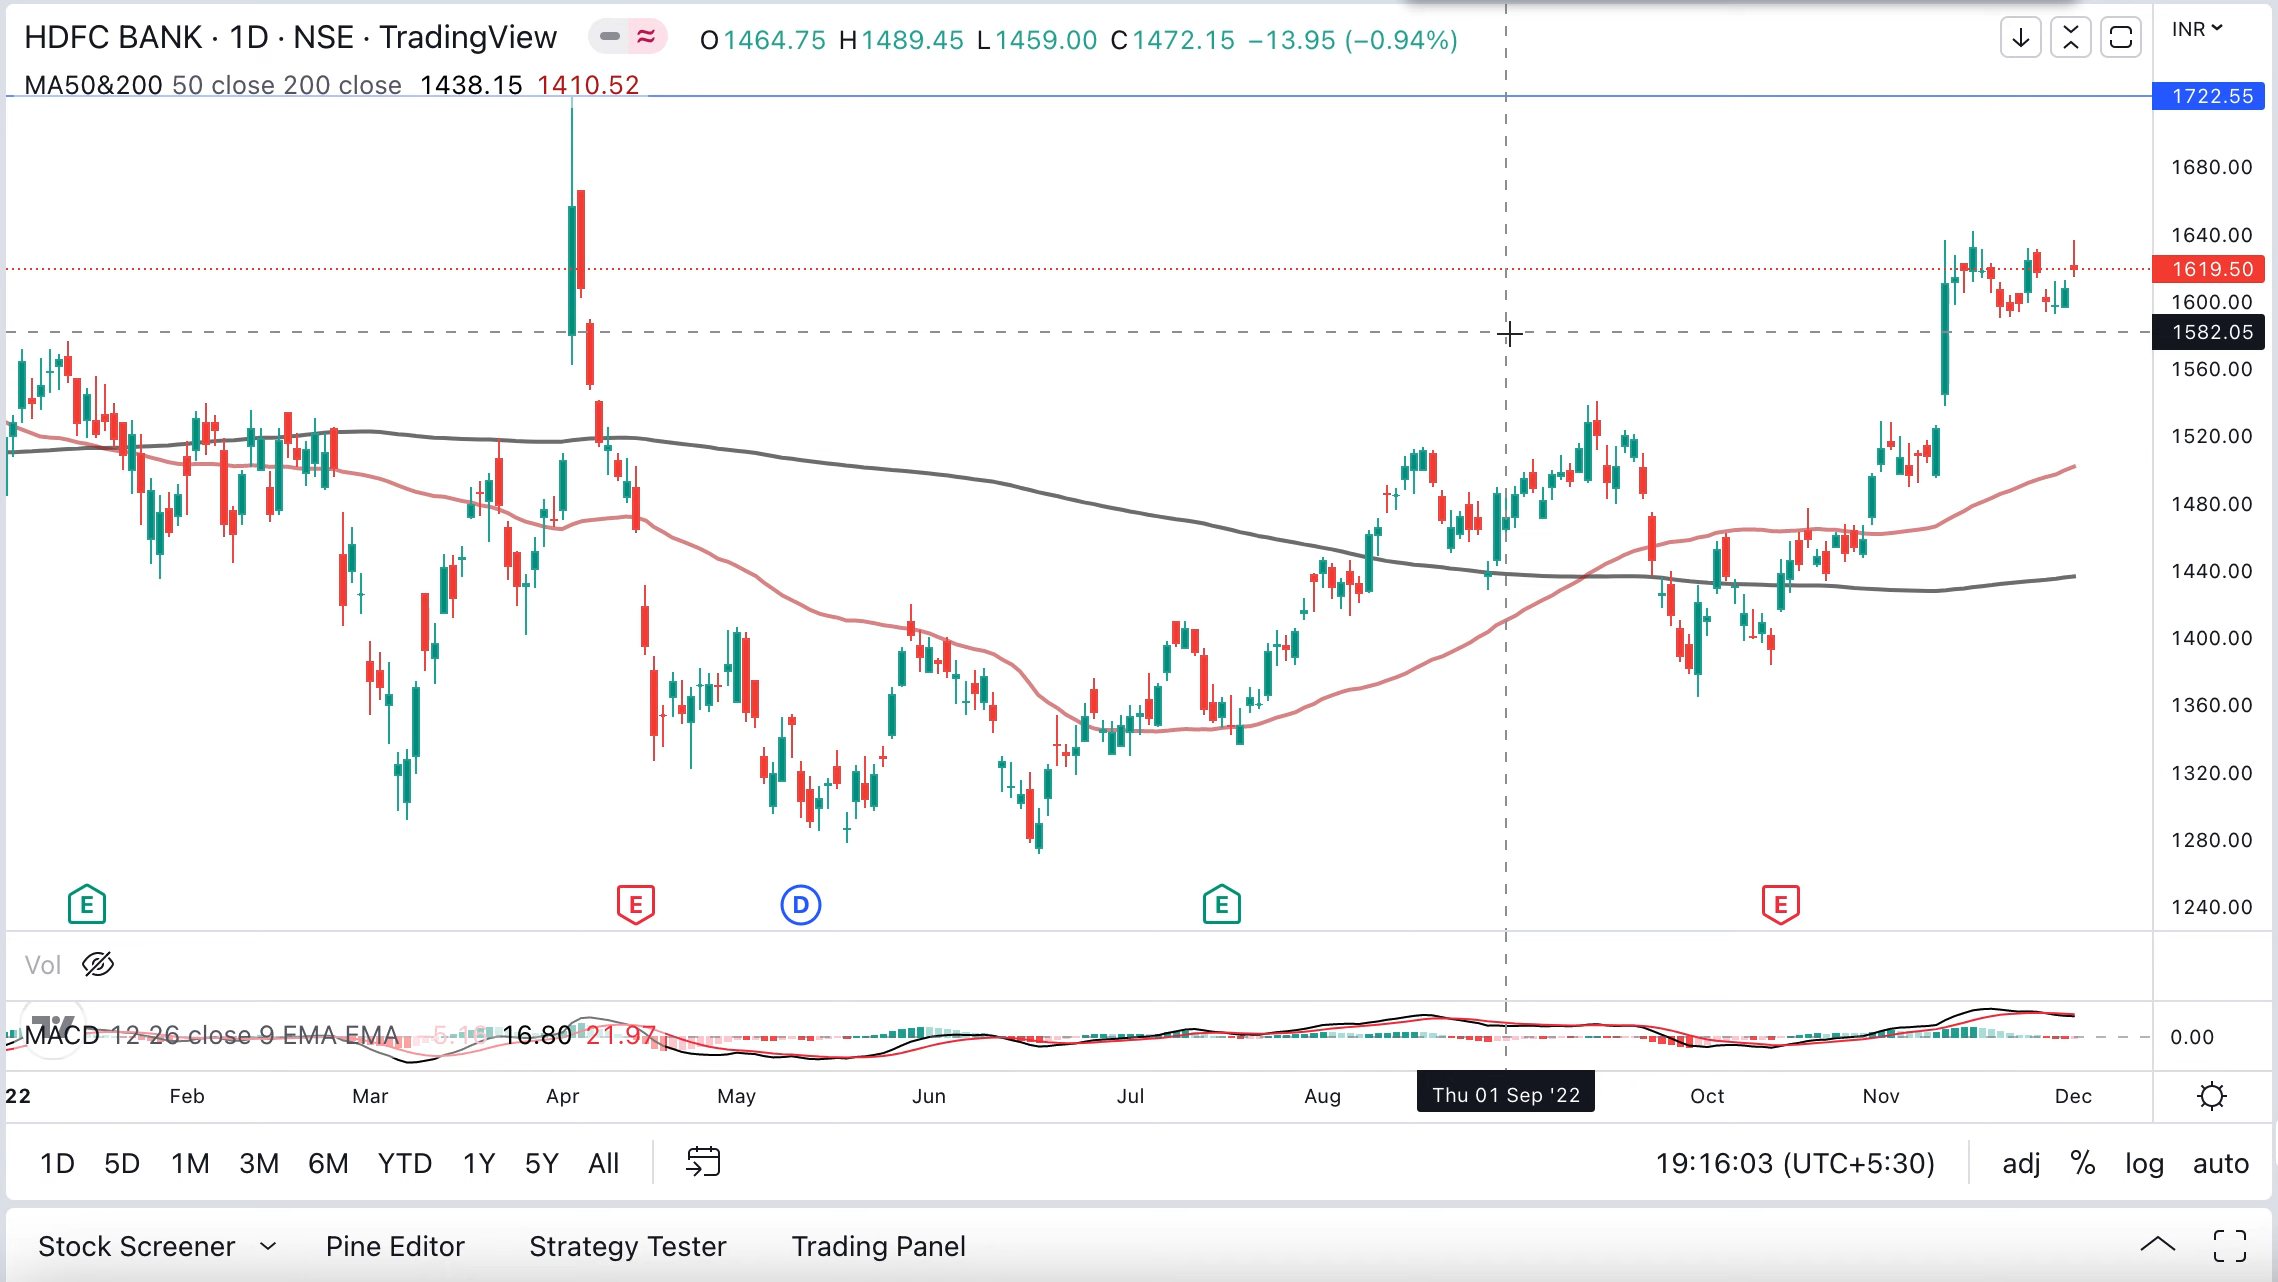 HDFC BANK · 1D · NSE · TradingView O1464.75 H1489.45 L1459.00 C1472.15 −13.95 (−0.94%)
INR
MA50&200 50 close 200 close 1438.15 1410.52
1722.55
1680.00
1640.00
1619.50
1600.00
1582.05
1560.00
1520.00
1480.00
1440.00
1400.00
1360.00
1320.00
1280.00
1240.00
E E D E E
Vol
MACD 12 26 close 9 EMA EMA −5.18 16.80 21.97
0.00
22 Feb Mar Apr May Jun Jul Aug Thu 01 Sep '22 Oct Nov Dec
1D 5D 1M 3M 6M YTD 1Y 5Y All 19:16:03 (UTC+5:30) adj % log auto
Stock Screener Pine Editor Strategy Tester Trading Panel